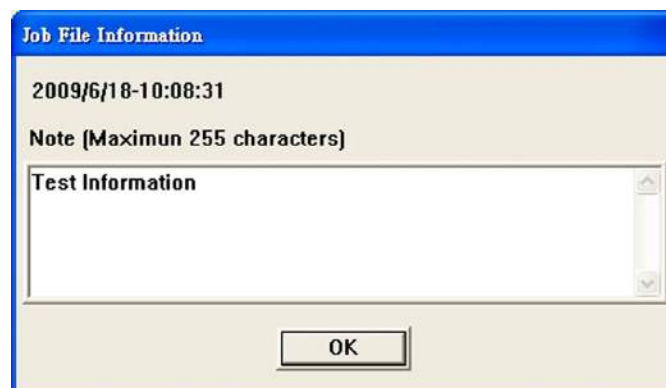 Job File Information
2009/6/18-10:08:31
Note (Maximun 255 characters)
Test Information
OK